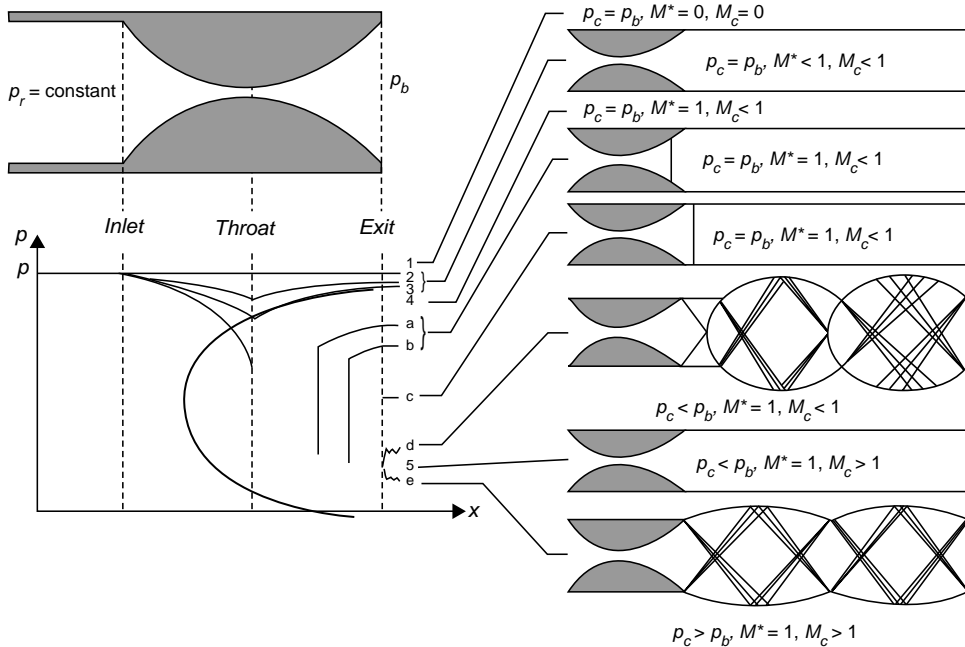 p_r = constant
p_b
Inlet
Throat
Exit
p
p
x
1
2
3
4
a
b
c
d
5
e
p_c = p_b, M* = 0, M_c = 0
p_c = p_b, M* < 1, M_c < 1
p_c = p_b, M* = 1, M_c < 1
p_c = p_b, M* = 1, M_c < 1
p_c = p_b, M* = 1, M_c < 1
p_c < p_b, M* = 1, M_c < 1
p_c < p_b, M* = 1, M_c > 1
p_c > p_b, M* = 1, M_c > 1